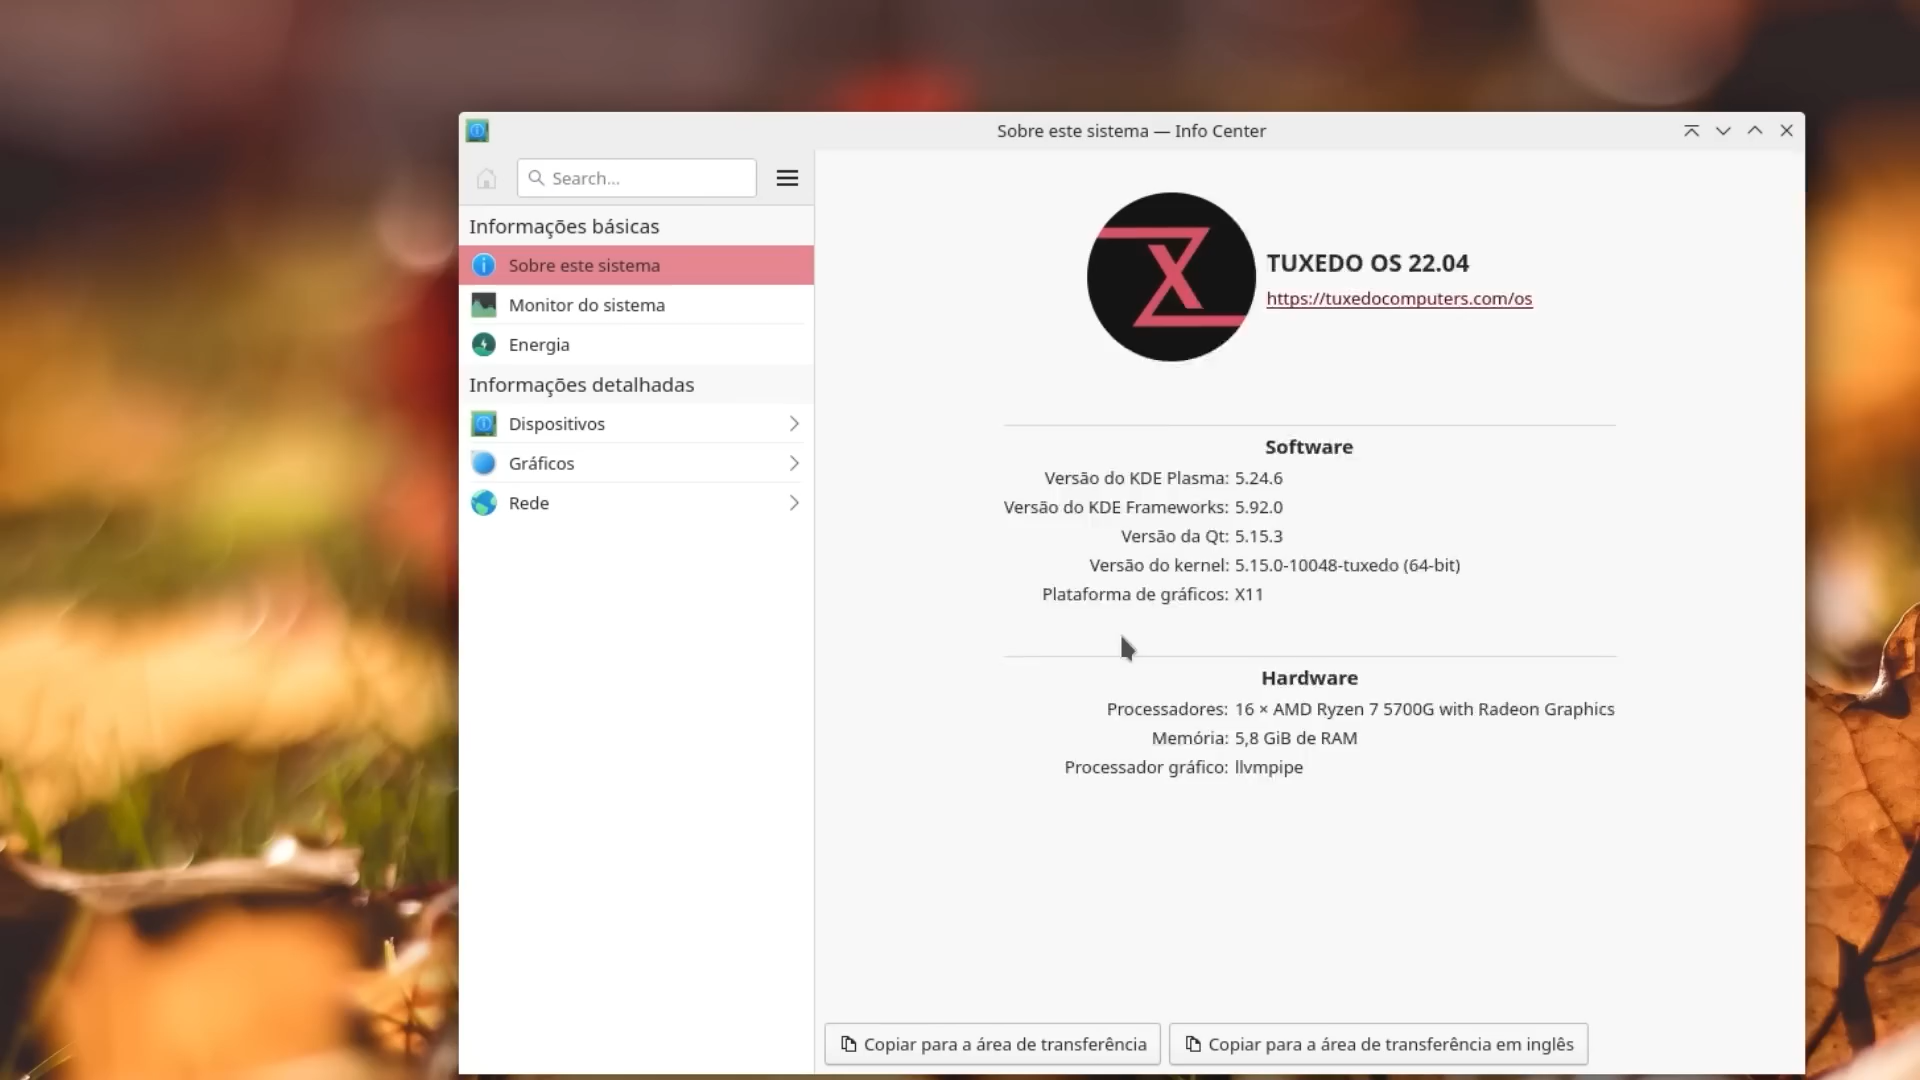 Sobre este sistema — Info Center
Search...
Informações básicas
Sobre este sistema
Monitor do sistema
Energia
Informações detalhadas
Dispositivos
Gráficos
Rede
TUXEDO OS 22.04
https://tuxedocomputers.com/os
Software
Versão do KDE Plasma: 5.24.6
Versão do KDE Frameworks: 5.92.0
Versão da Qt: 5.15.3
Versão do kernel: 5.15.0-10048-tuxedo (64-bit)
Plataforma de gráficos: X11
Hardware
Processadores: 16 × AMD Ryzen 7 5700G with Radeon Graphics
Memória: 5,8 GiB de RAM
Processador gráfico: llvmpipe
Copiar para a área de transferência
Copiar para a área de transferência em inglês